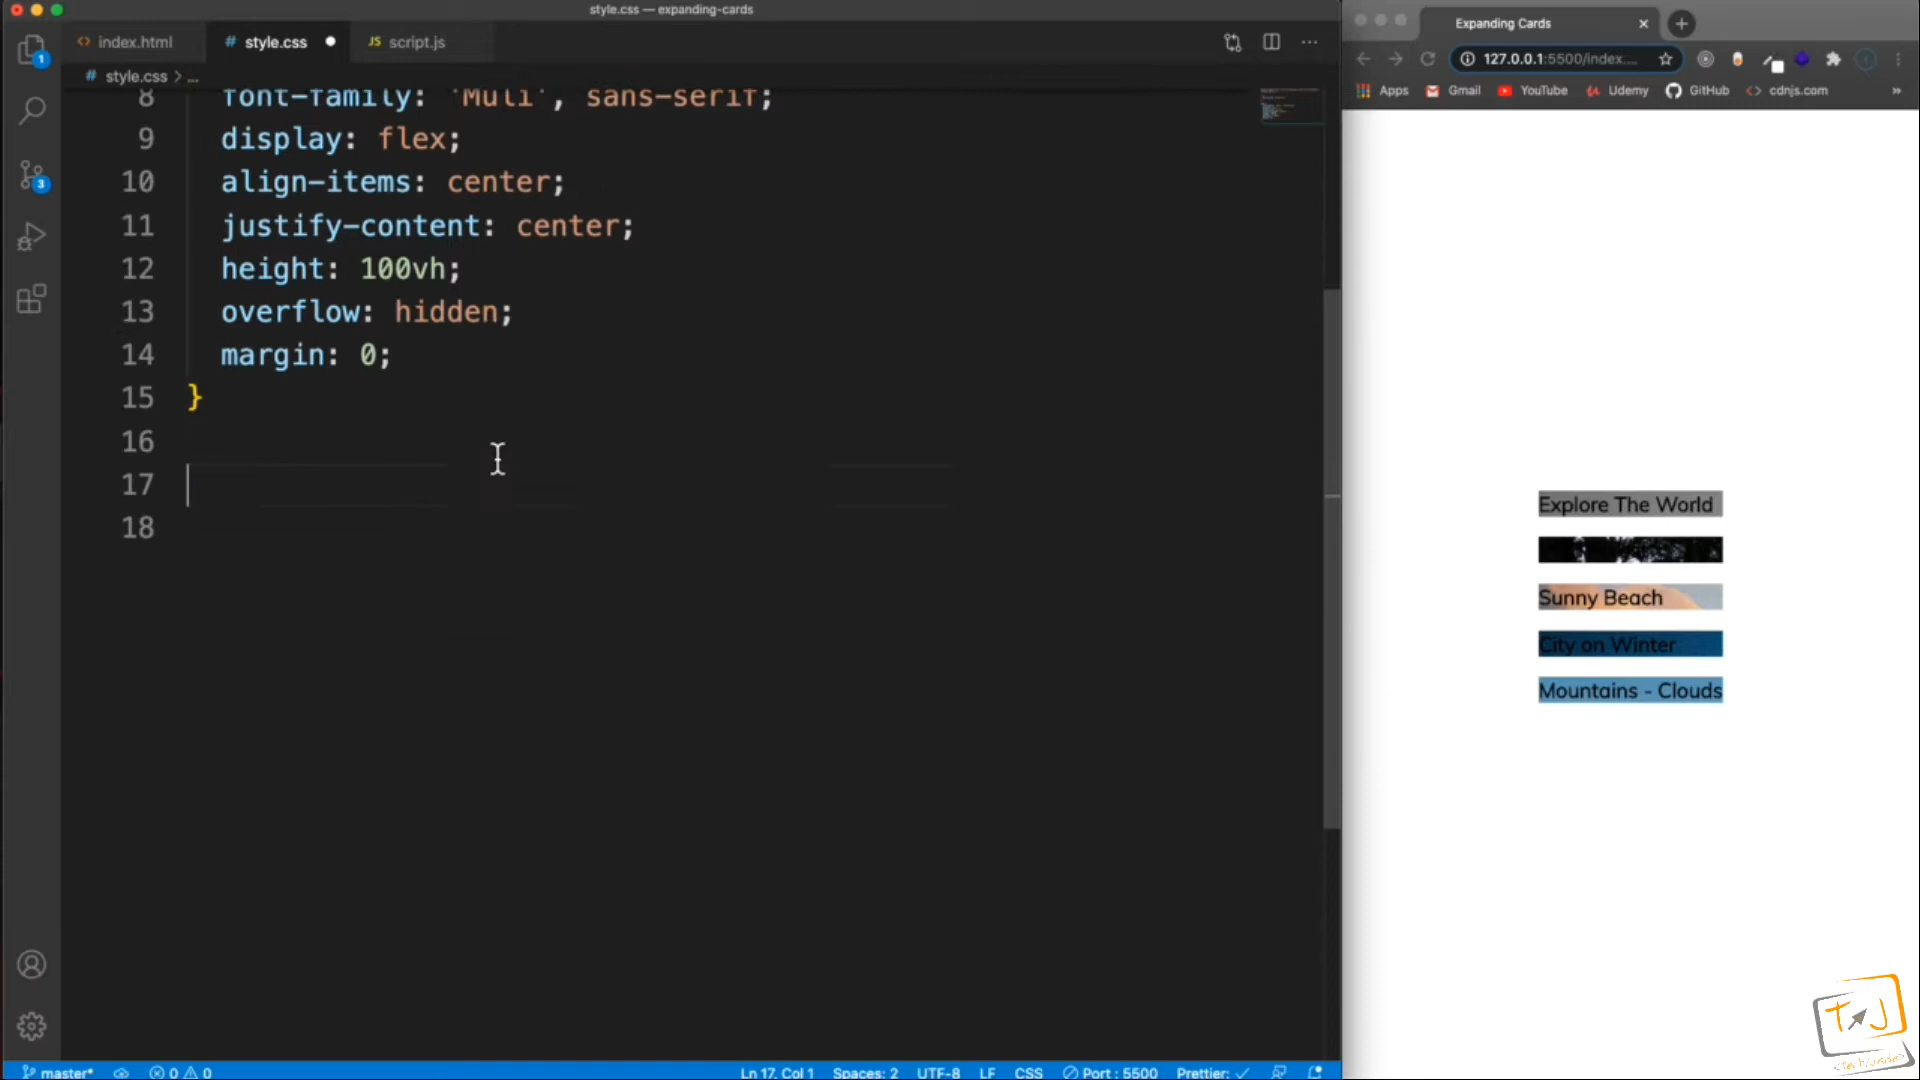 style.css — expanding-cards
index.html
# style.css
JS script.js
# style.css > ...
8 font-family: 'Muli', sans-serif;
9 display: flex;
10 align-items: center;
11 justify-content: center;
12 height: 100vh;
13 overflow: hidden;
14 margin: 0;
15 }
16
17
18
1
3
master* 0 0 Ln 17, Col 1 Spaces: 2 UTF-8 LF CSS Port : 5500 Prettier: ✓
Expanding Cards
127.0.0.1:5500/index....
Apps Gmail YouTube Udemy GitHub cdnjs.com »
Explore The World
Sunny Beach
City on Winter
Mountains - Clouds
TJ